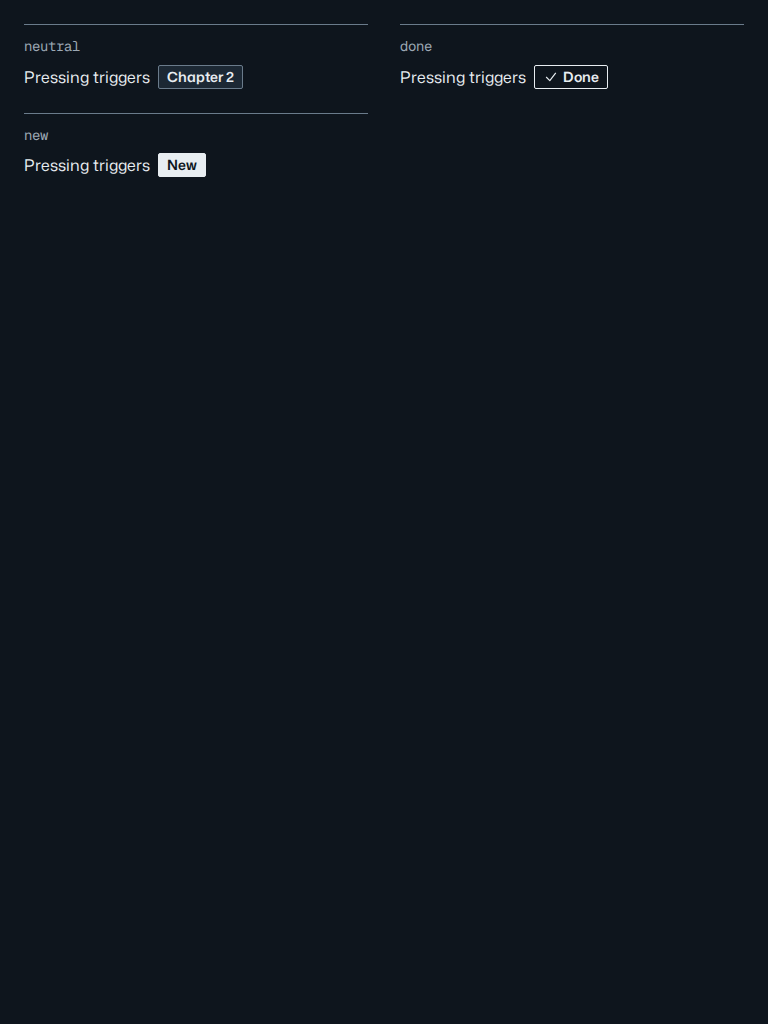 neutral
Pressing triggers Chapter 2
done
Pressing triggers Done
new
Pressing triggers New